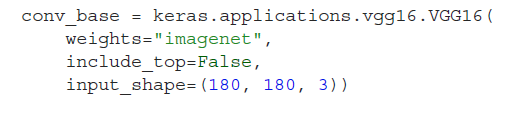 conv_base = keras.applications.vgg16.VGG16(
    weights="imagenet",
    include_top=False,
    input_shape=(180, 180, 3))